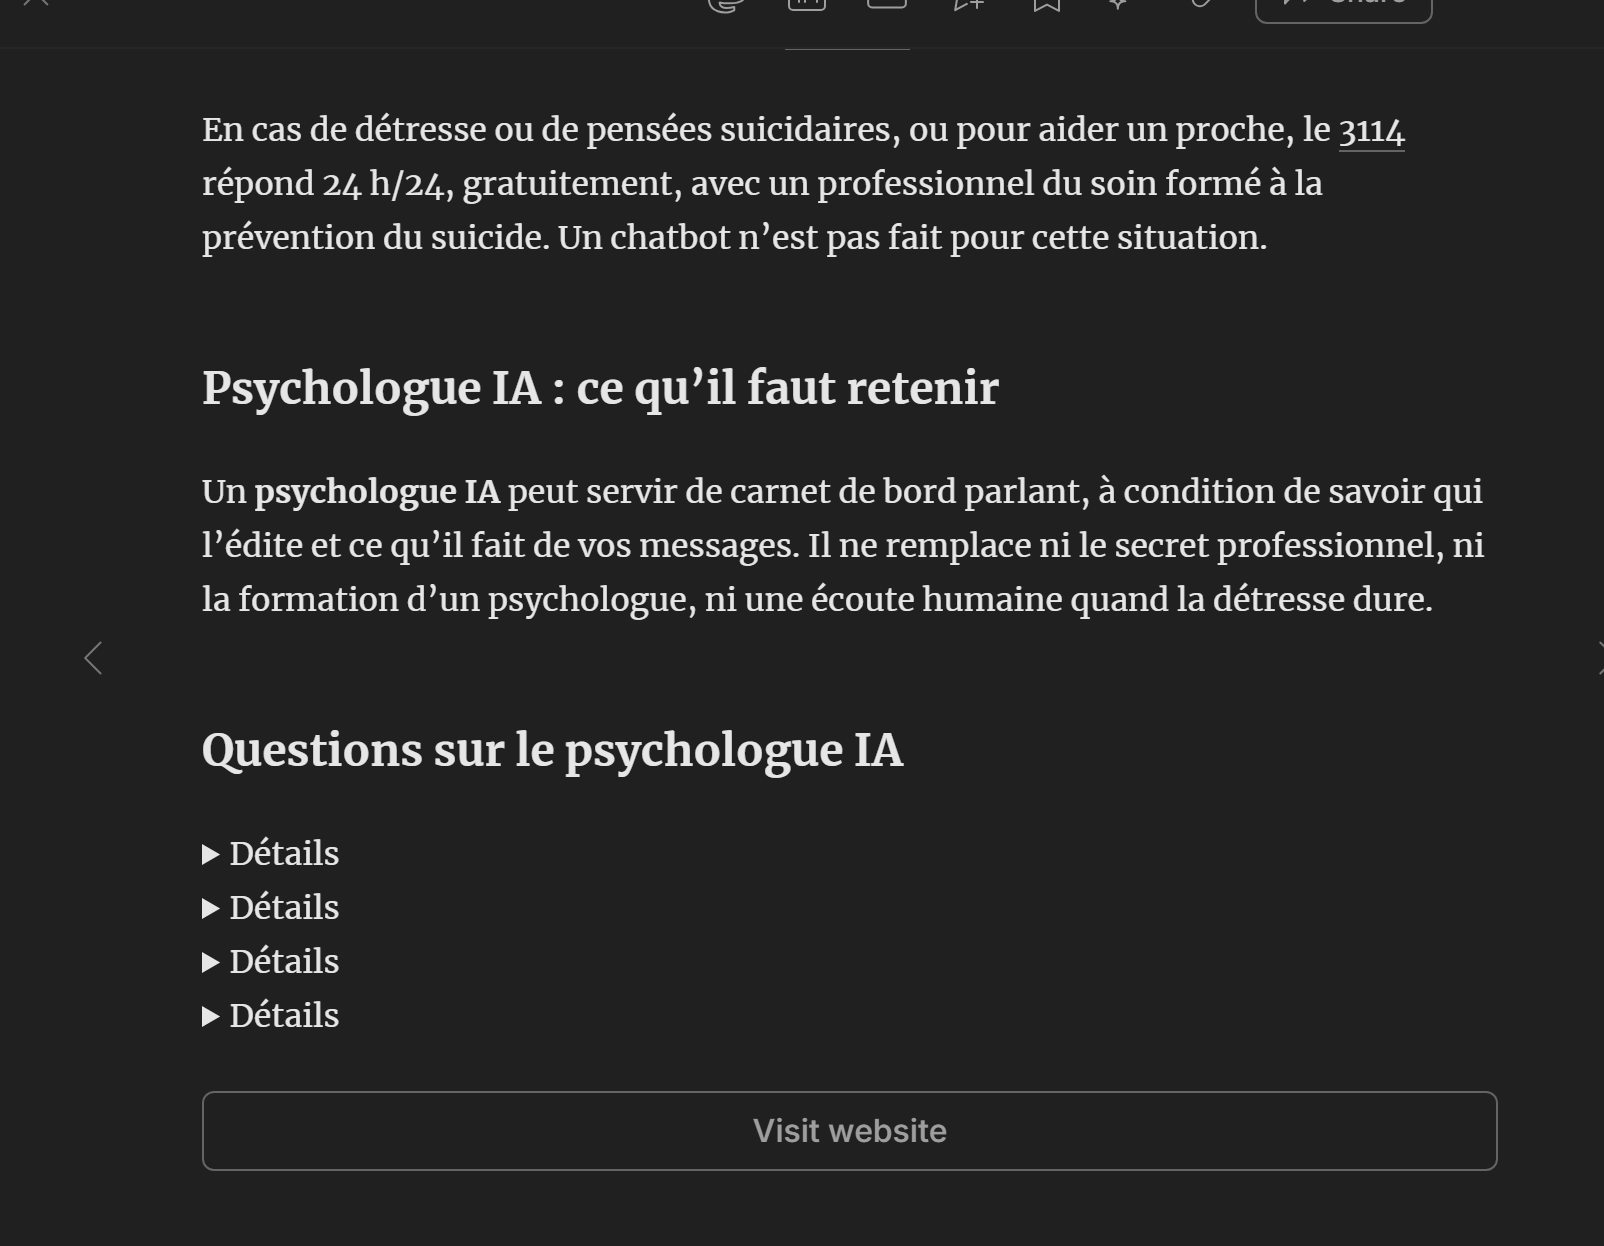 Share
En cas de détresse ou de pensées suicidaires, ou pour aider un proche, le 3114
répond 24 h/24, gratuitement, avec un professionnel du soin formé à la
prévention du suicide. Un chatbot n’est pas fait pour cette situation.
Psychologue IA : ce qu’il faut retenir
Un psychologue IA peut servir de carnet de bord parlant, à condition de savoir qui
l’édite et ce qu’il fait de vos messages. Il ne remplace ni le secret professionnel, ni
la formation d’un psychologue, ni une écoute humaine quand la détresse dure.
Questions sur le psychologue IA
Détails
Détails
Détails
Détails
Visit website